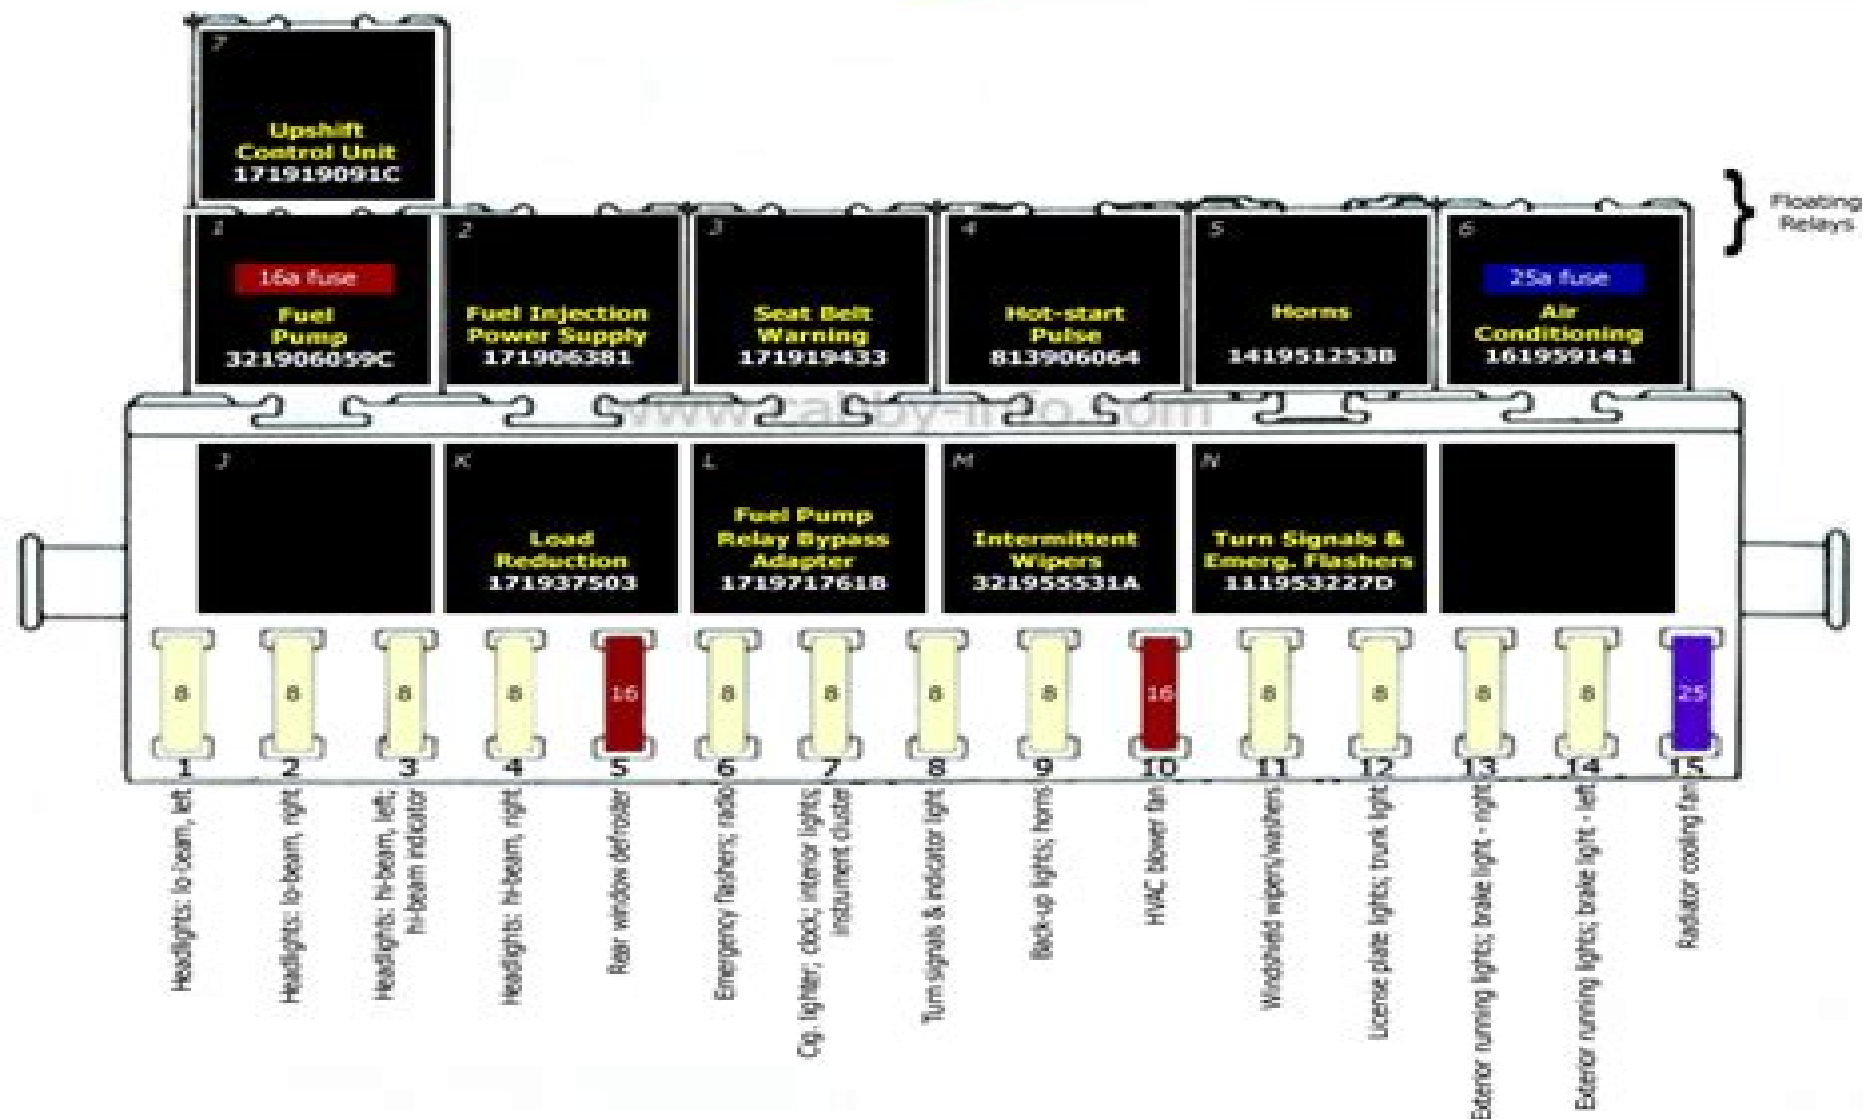 7
Upshift
Control Unit
171919091C
Floating
Relays
1
16a fuse
Fuel
Pump
321906059C
2
Fuel Injection
Power Supply
171906381
3
Seat Belt
Warning
171919433
4
Hot-start
Pulse
813906064
5
Horns
141951253B
6
25a fuse
Air
Conditioning
161959141
www.cabby-info.com
J
K
Load
Reduction
171937503
L
Fuel Pump
Relay Bypass
Adapter
171971761B
M
Intermittent
Wipers
321955531A
N
Turn Signals &
Emerg. Flashers
111953227D
8 8 8 8 16 8 8 8 8 16 8 8 8 8 25
1 2 3 4 5 6 7 8 9 10 11 12 13 14 15
Headlights: lo-beam, left
Headlights: lo-beam, right
Headlights: hi-beam, left;
hi-beam indicator
Headlights: hi-beam, right
Rear window defroster
Emergency flashers; radio
Cig. lighter; clock; interior lights;
instrument cluster
Turn signals & indicator light
Back-up lights; horns
HVAC blower fan
Windshield wipers/washers
License plate lights; trunk light
Exterior running lights; brake light - right
Exterior running lights; brake light - left
Radiator cooling fan